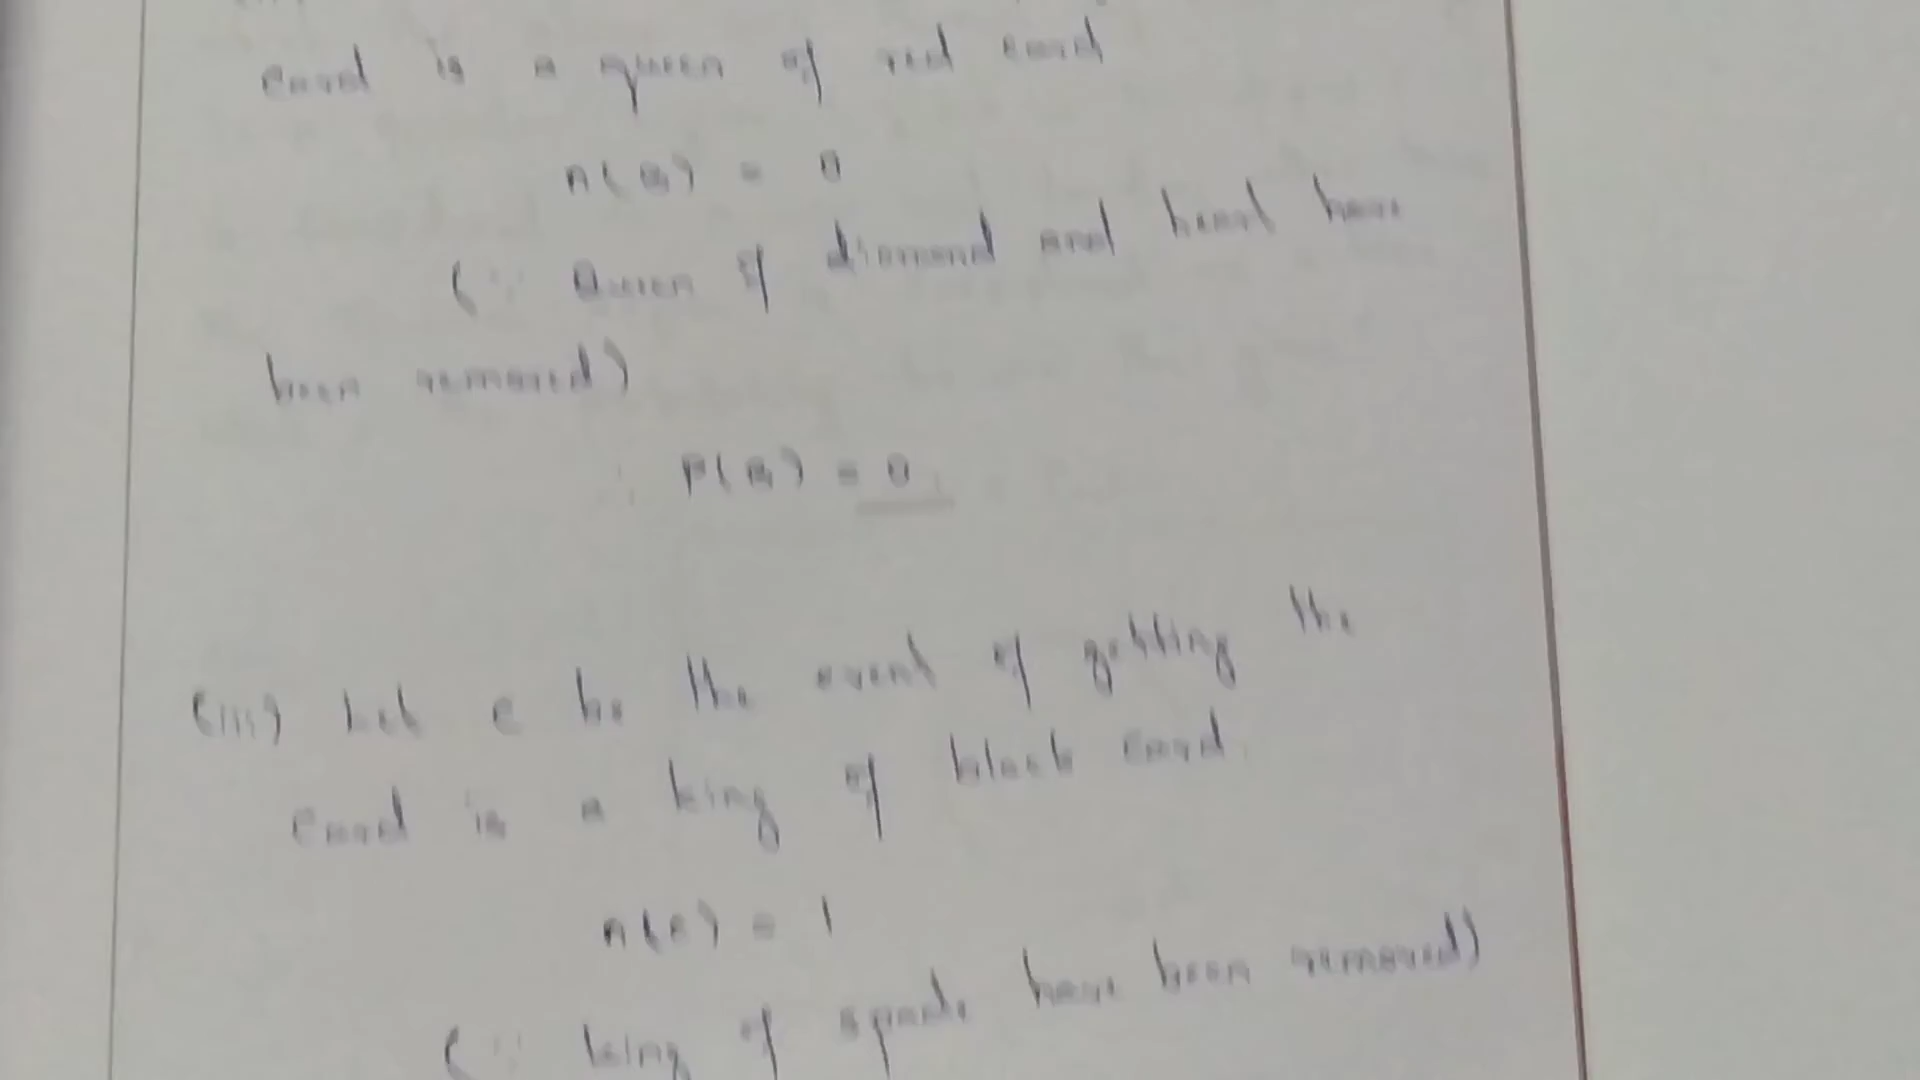 card is a queen of red card
n(B) = 0
(∵ Queen of diamond and heart have
been removed)
∴ P(B) = 0.
(iii) Let C be the event of getting the
card is a king of black card.
n(C) = 1
(∵ king of spade have been removed)